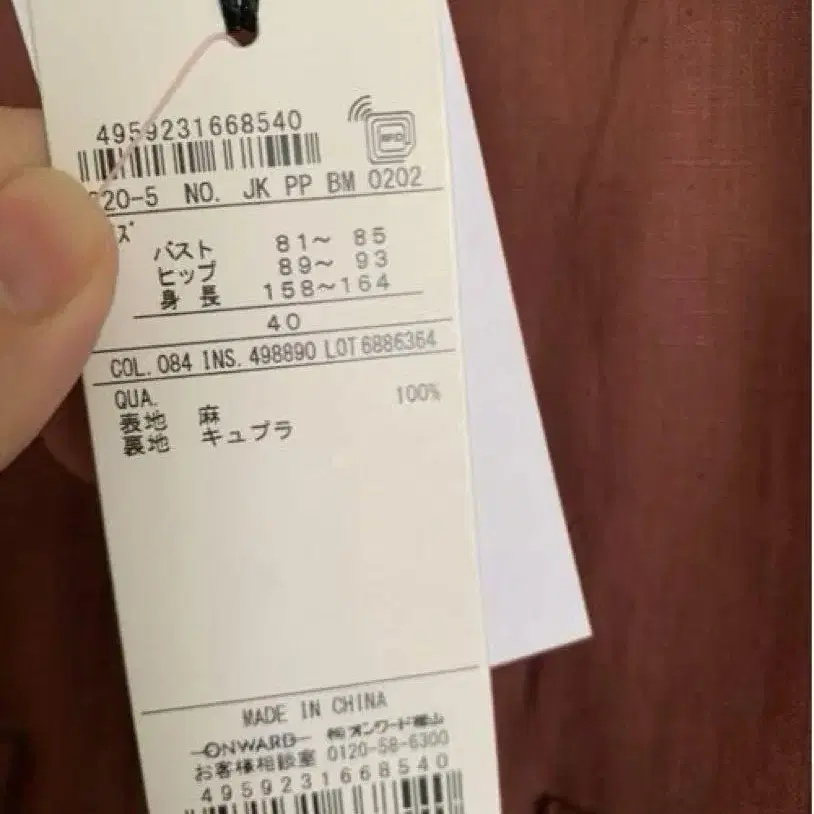 4959231668540
RFID
20-5 NO. JK PP BM 0202
ズ
バスト 81～ 85
ヒップ 89～ 93
身 長 158～164
40
COL. 084 INS. 498890 LOT 6886364
QUA.
表地 麻 100%
裏地 キュプラ
MADE IN CHINA
ONWARD ㈱オンワード樫山
お客様相談室 0120-58-6300
4959231668540